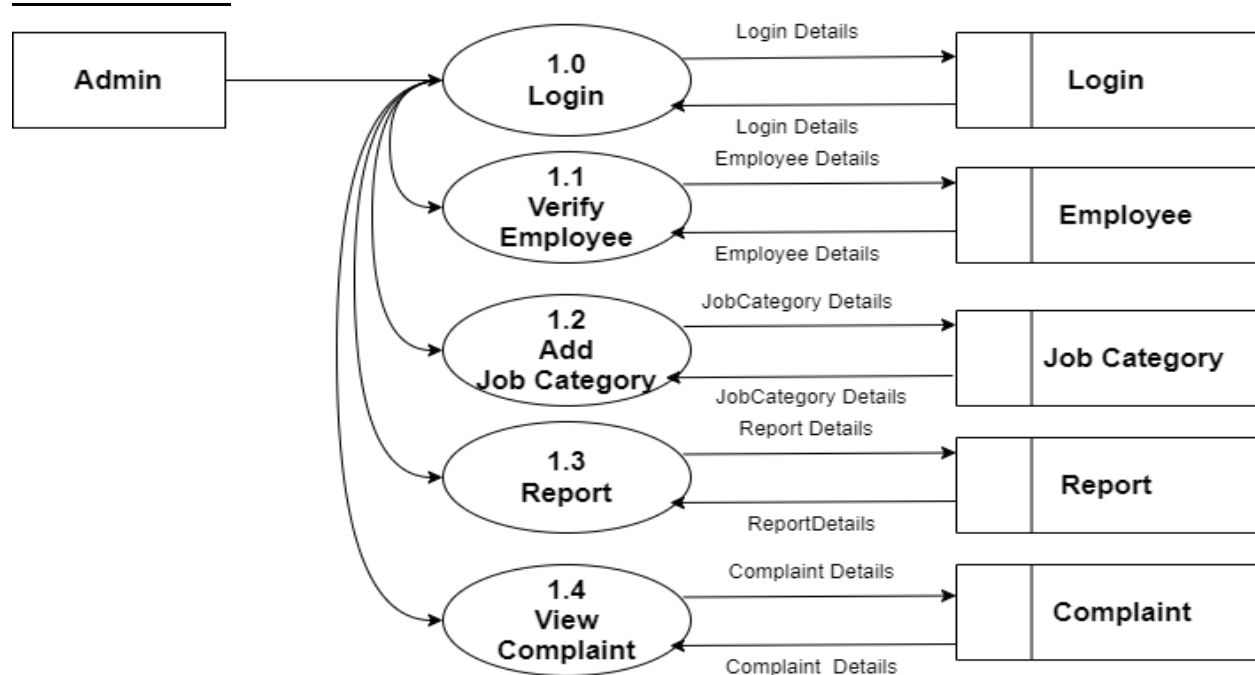 Admin
1.0
Login
Login Details
Login Details
Login
1.1
Verify
Employee
Employee Details
Employee Details
Employee
1.2
Add
Job Category
JobCategory Details
JobCategory Details
Job Category
1.3
Report
Report Details
ReportDetails
Report
1.4
View
Complaint
Complaint Details
Complaint  Details
Complaint